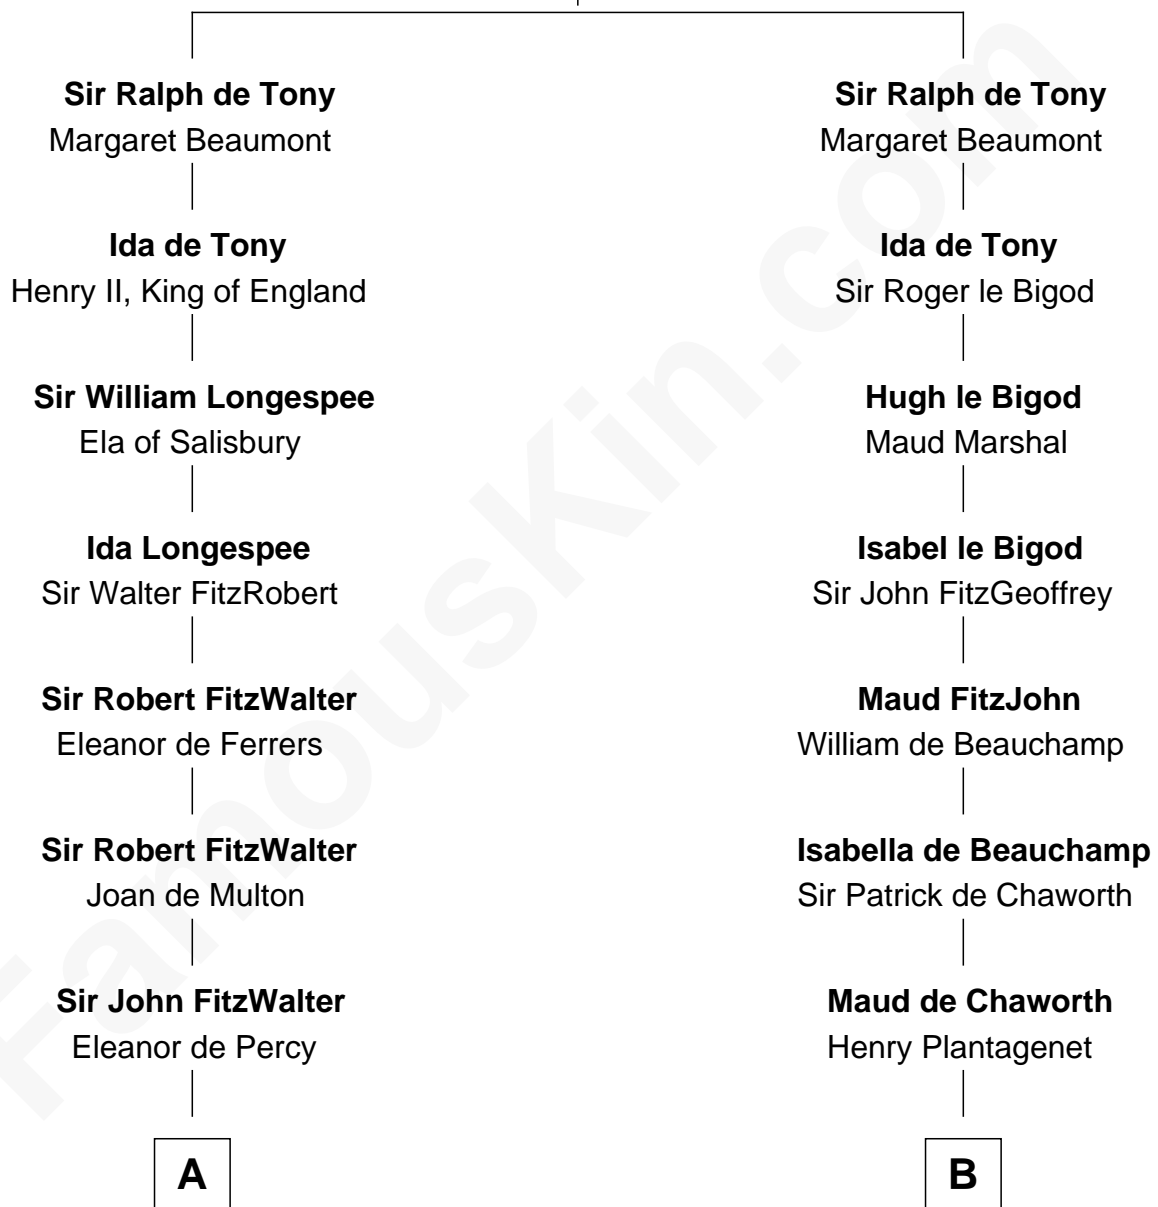 Sir Ralph de Tony
Margaret Beaumont
Ida de Tony
Henry II, King of England
Sir William Longespee
Ela of Salisbury
Ida Longespee
Sir Walter FitzRobert
Sir Robert FitzWalter
Eleanor de Ferrers
Sir Robert FitzWalter
Joan de Multon
Sir John FitzWalter
Eleanor de Percy
A
Sir Ralph de Tony
Margaret Beaumont
Ida de Tony
Sir Roger le Bigod
Hugh le Bigod
Maud Marshal
Isabel le Bigod
Sir John FitzGeoffrey
Maud FitzJohn
William de Beauchamp
Isabella de Beauchamp
Sir Patrick de Chaworth
Maud de Chaworth
Henry Plantagenet
B
FamousKin.com